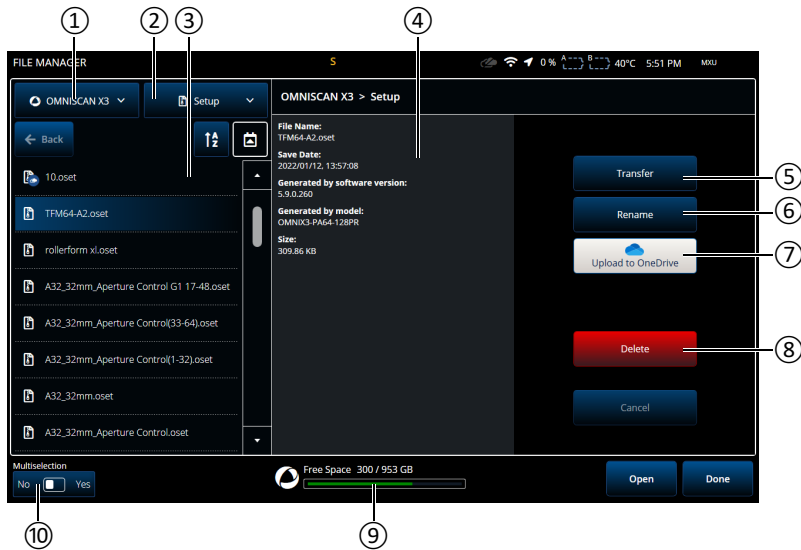 ① ② ③ ④
FILE MANAGER S 0 % A B 40°C 5:51 PM MXU
OMNISCAN X3 Setup OMNISCAN X3 > Setup
Back
File Name:
TFM64-A2.oset
Save Date:
2022/01/12, 13:57:08
Generated by software version:
5.9.0.260
Generated by model:
OMNIX3-PA64-128PR
Size:
309.86 KB
10.oset
TFM64-A2.oset
rollerform xl.oset
A32_32mm_Aperture Control G1 17-48.oset
A32_32mm_Aperture Control(33-64).oset
A32_32mm_Aperture Control(1-32).oset
A32_32mm.oset
A32_32mm_Aperture Control.oset
Transfer ⑤
Rename ⑥
Upload to OneDrive ⑦
Delete ⑧
Cancel
Multiselection
No Yes
Free Space 300 / 953 GB
Open Done
⑩ ⑨